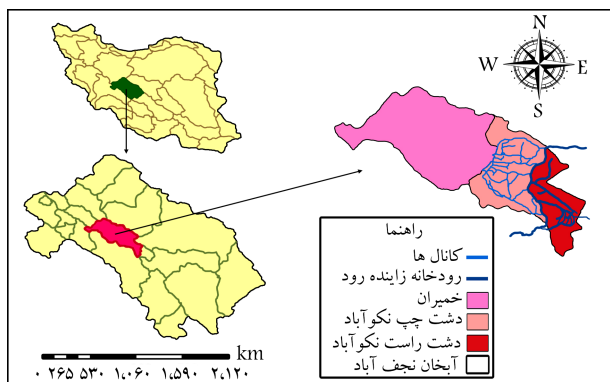 N
W E
S
راهنما
کانال ها
رودخانه زاینده رود
خمیران
دشت چپ نکوآباد
دشت راست نکوآباد
آبخان نجف آباد
km
۰ ۲۶۵ ۵۳۰ ۱،۰۶۰ ۱،۵۹۰ ۲،۱۲۰